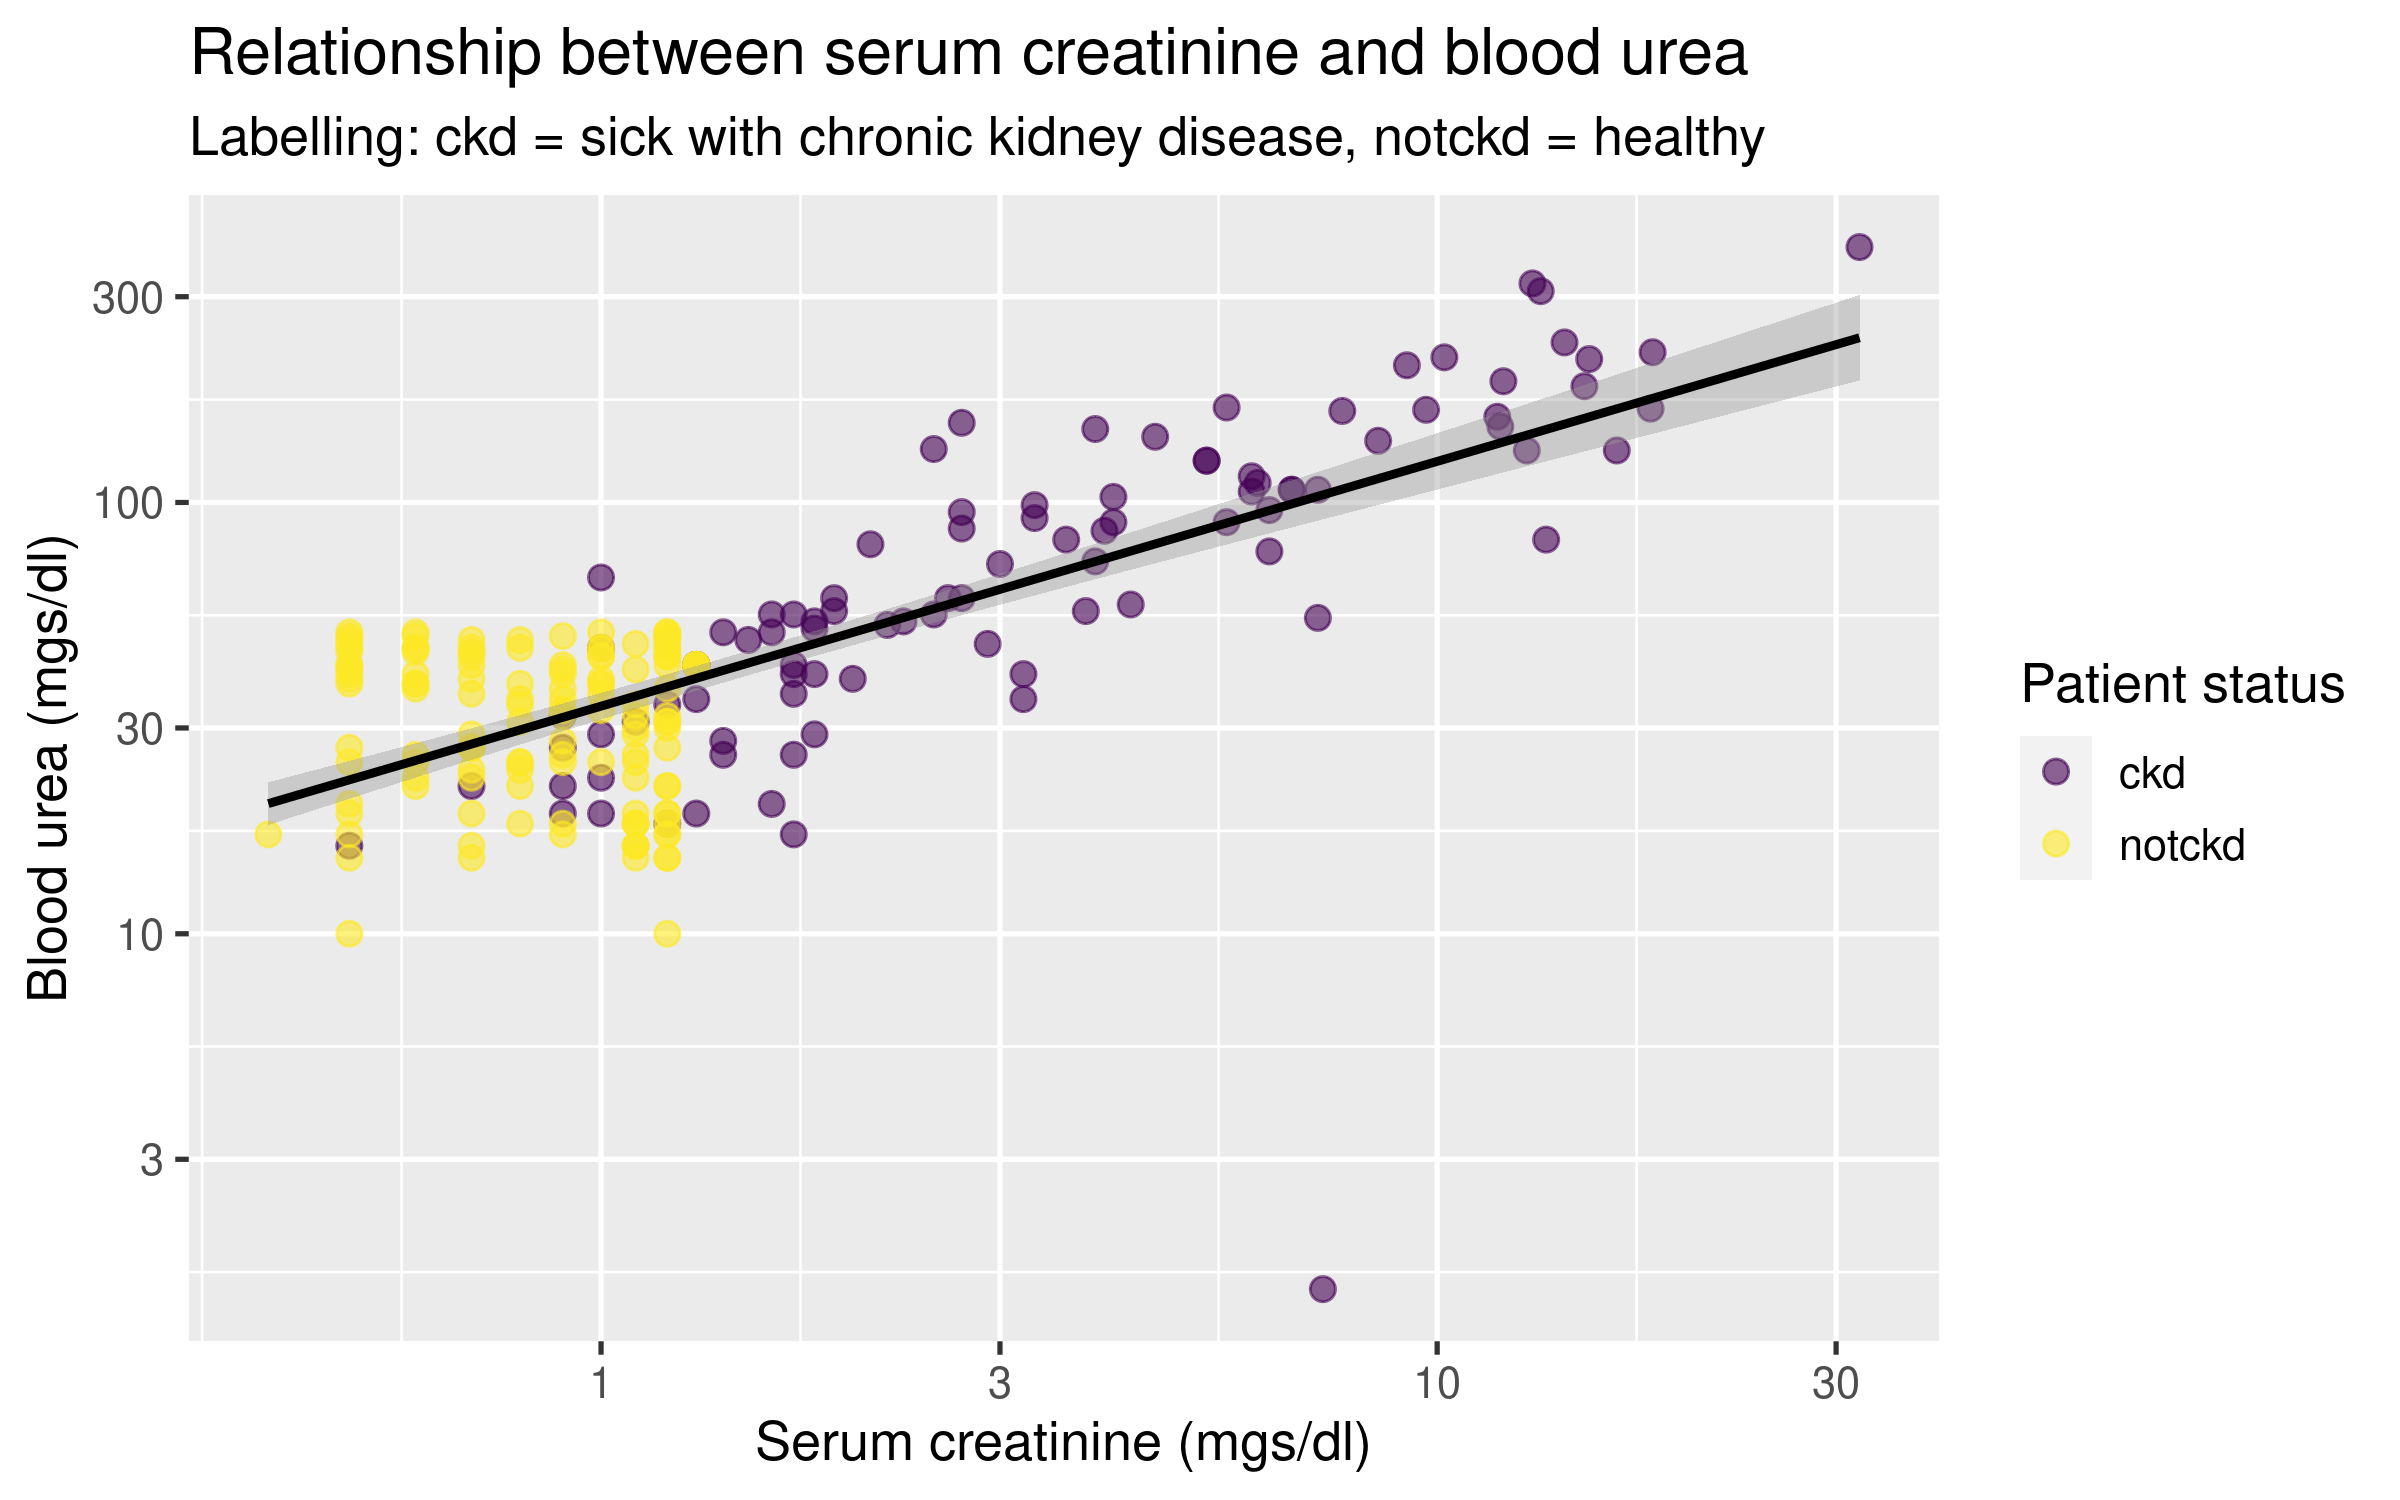 Relationship between serum creatinine and blood urea
Labelling: ckd = sick with chronic kidney disease, notckd = healthy
Blood urea (mgs/dl)
300
100
30
10
3
1
3
10
30
Serum creatinine (mgs/dl)
Patient status
ckd
notckd